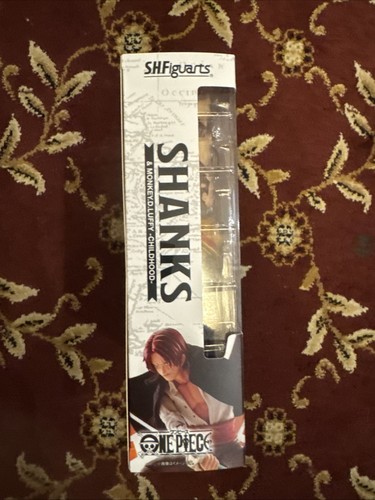 S.H.Figuarts
SHANKS
& MONKEY.D.LUFFY -CHILDHOOD-
ONE PIECE